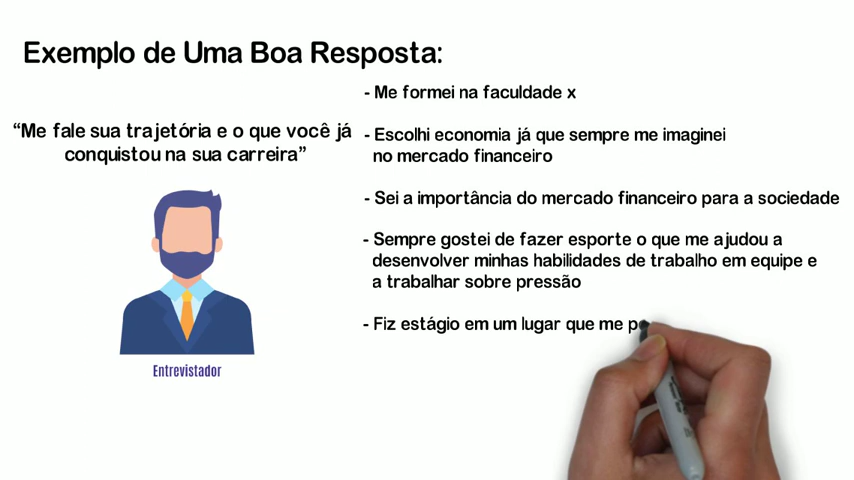 Exemplo de Uma Boa Resposta:
“Me fale sua trajetória e o que você já
conquistou na sua carreira”
Entrevistador
- Me formei na faculdade x
- Escolhi economia já que sempre me imaginei
no mercado financeiro
- Sei a importância do mercado financeiro para a sociedade
- Sempre gostei de fazer esporte o que me ajudou a
desenvolver minhas habilidades de trabalho em equipe e
a trabalhar sobre pressão
- Fiz estágio em um lugar que me